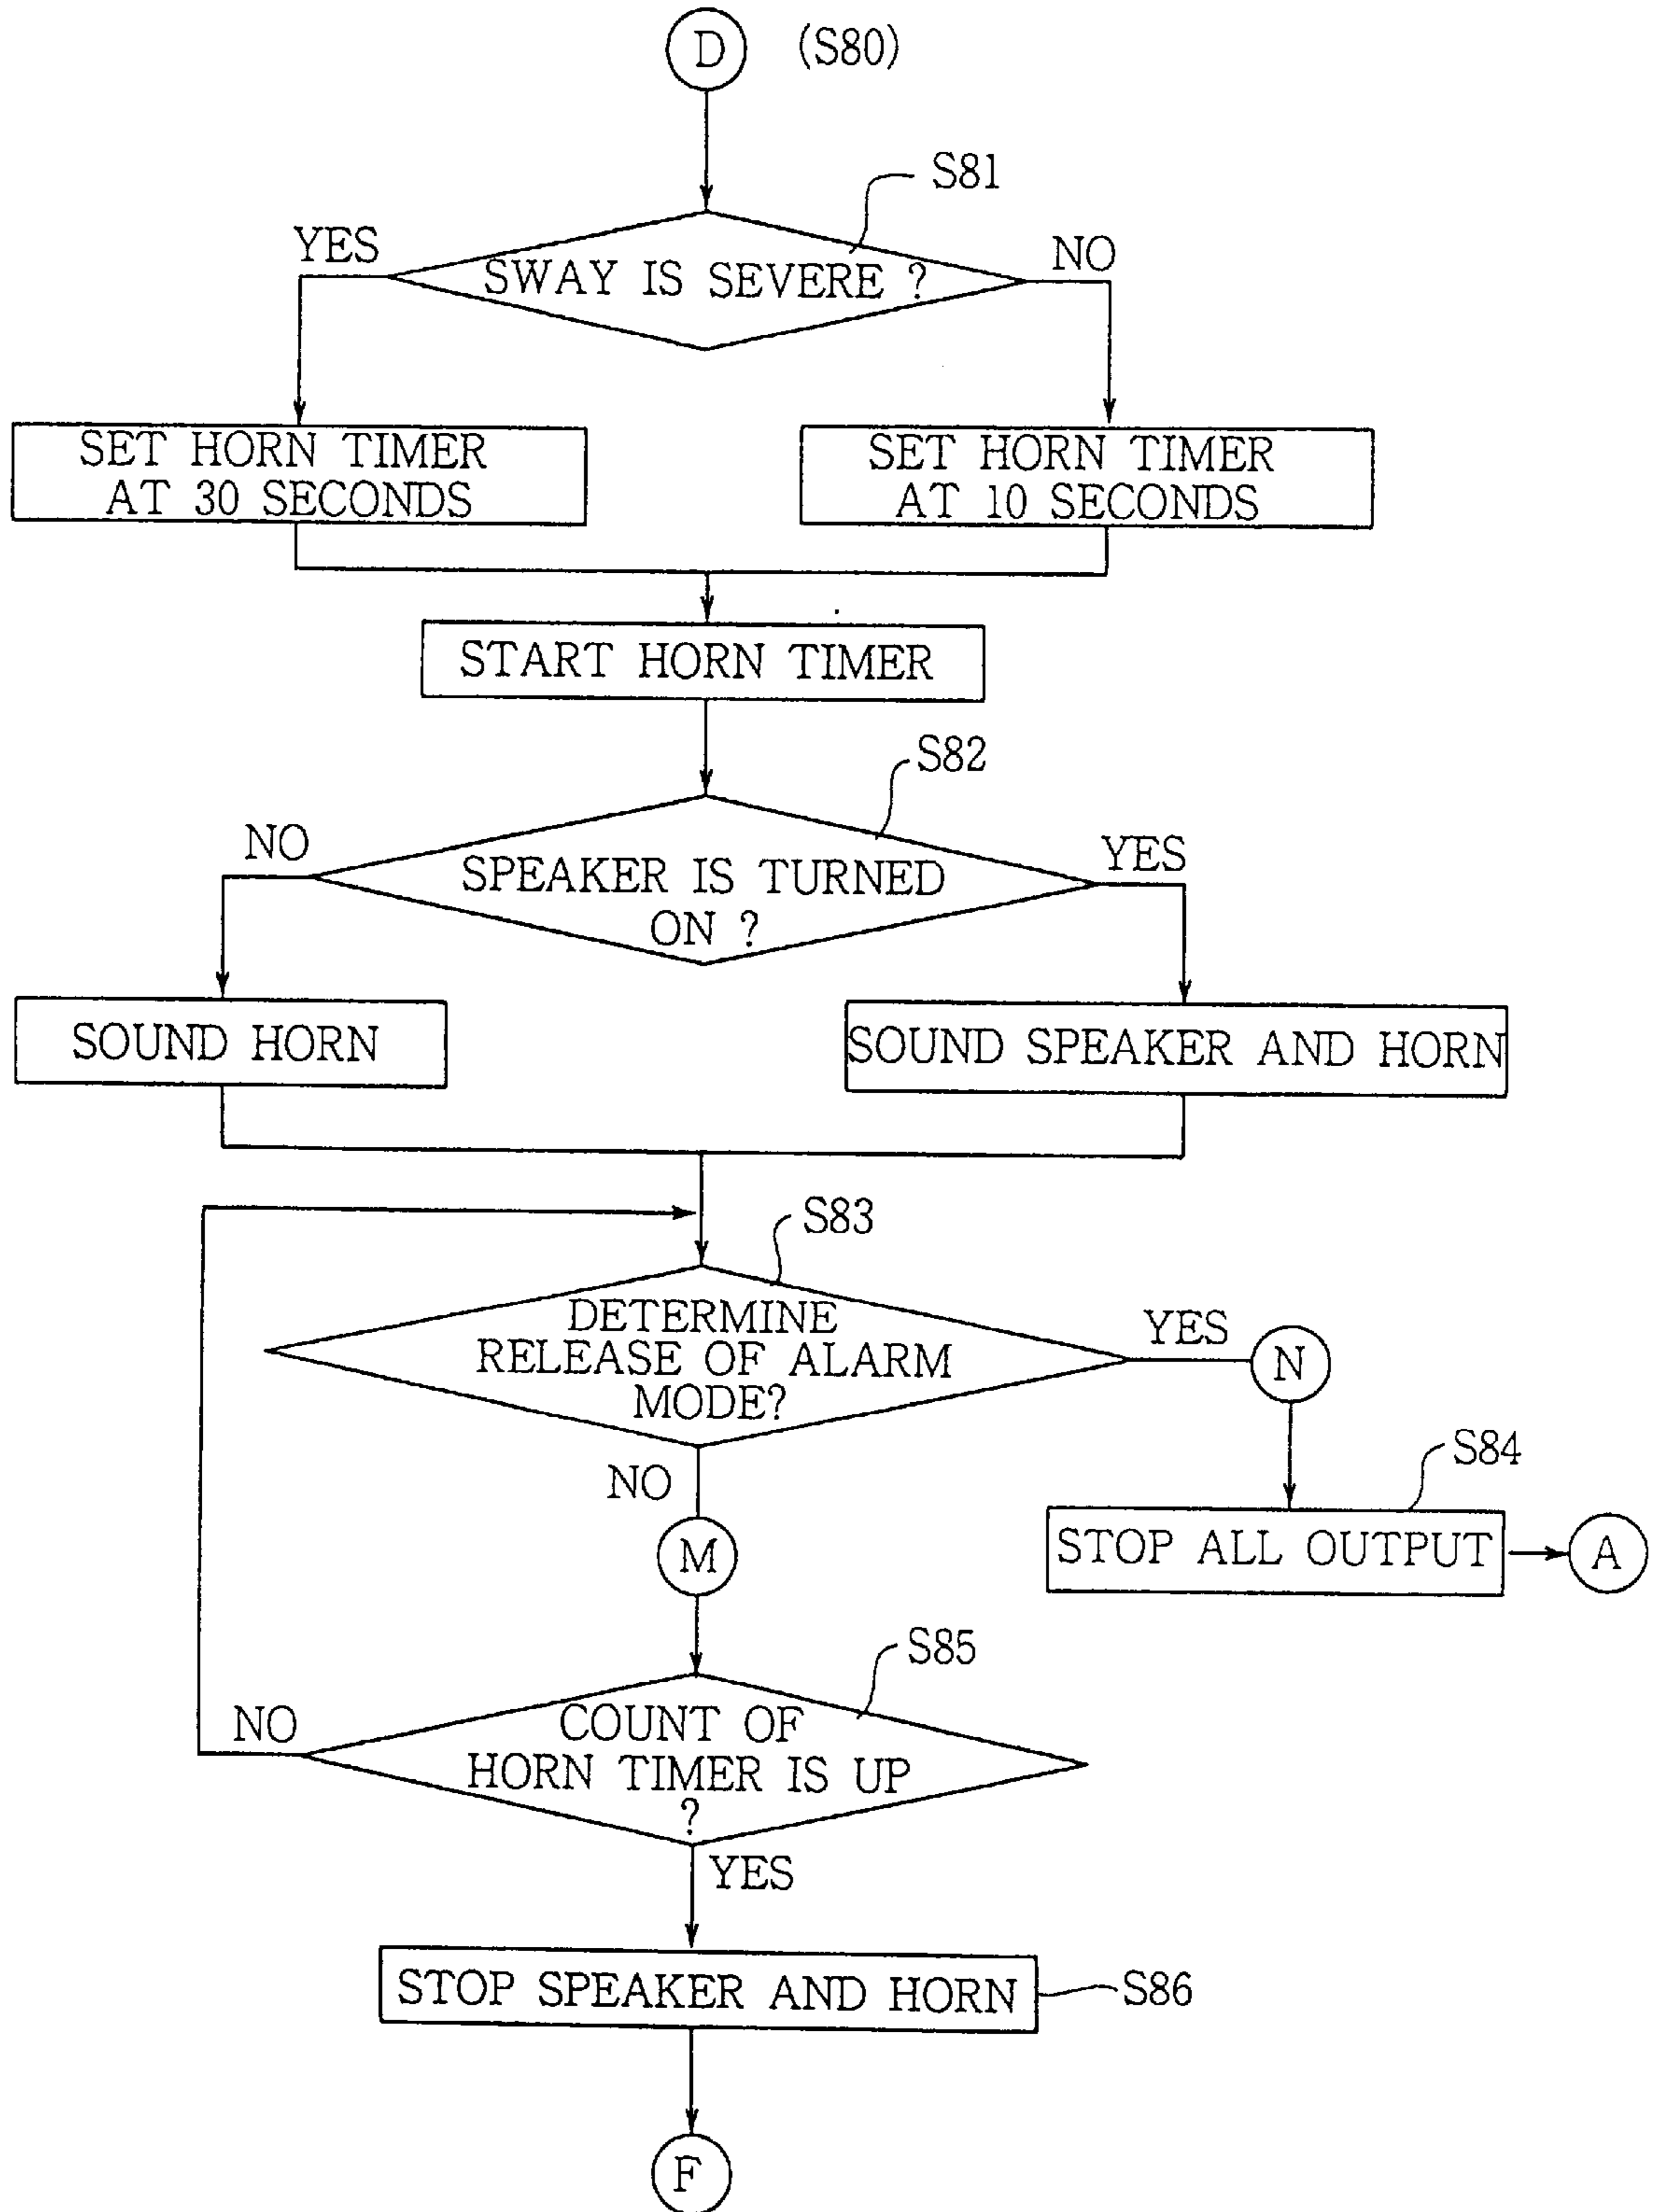 D (S80)
S81
YES
NO
SWAY IS SEVERE ?
SET HORN TIMER
AT 30 SECONDS
SET HORN TIMER
AT 10 SECONDS
START HORN TIMER
S82
NO
YES
SPEAKER IS TURNED
ON ?
SOUND HORN
SOUND SPEAKER AND HORN
S83
DETERMINE
RELEASE OF ALARM
MODE?
YES
N
NO
S84
M
STOP ALL OUTPUT
A
S85
NO
COUNT OF
HORN TIMER IS UP
?
YES
STOP SPEAKER AND HORN
S86
F